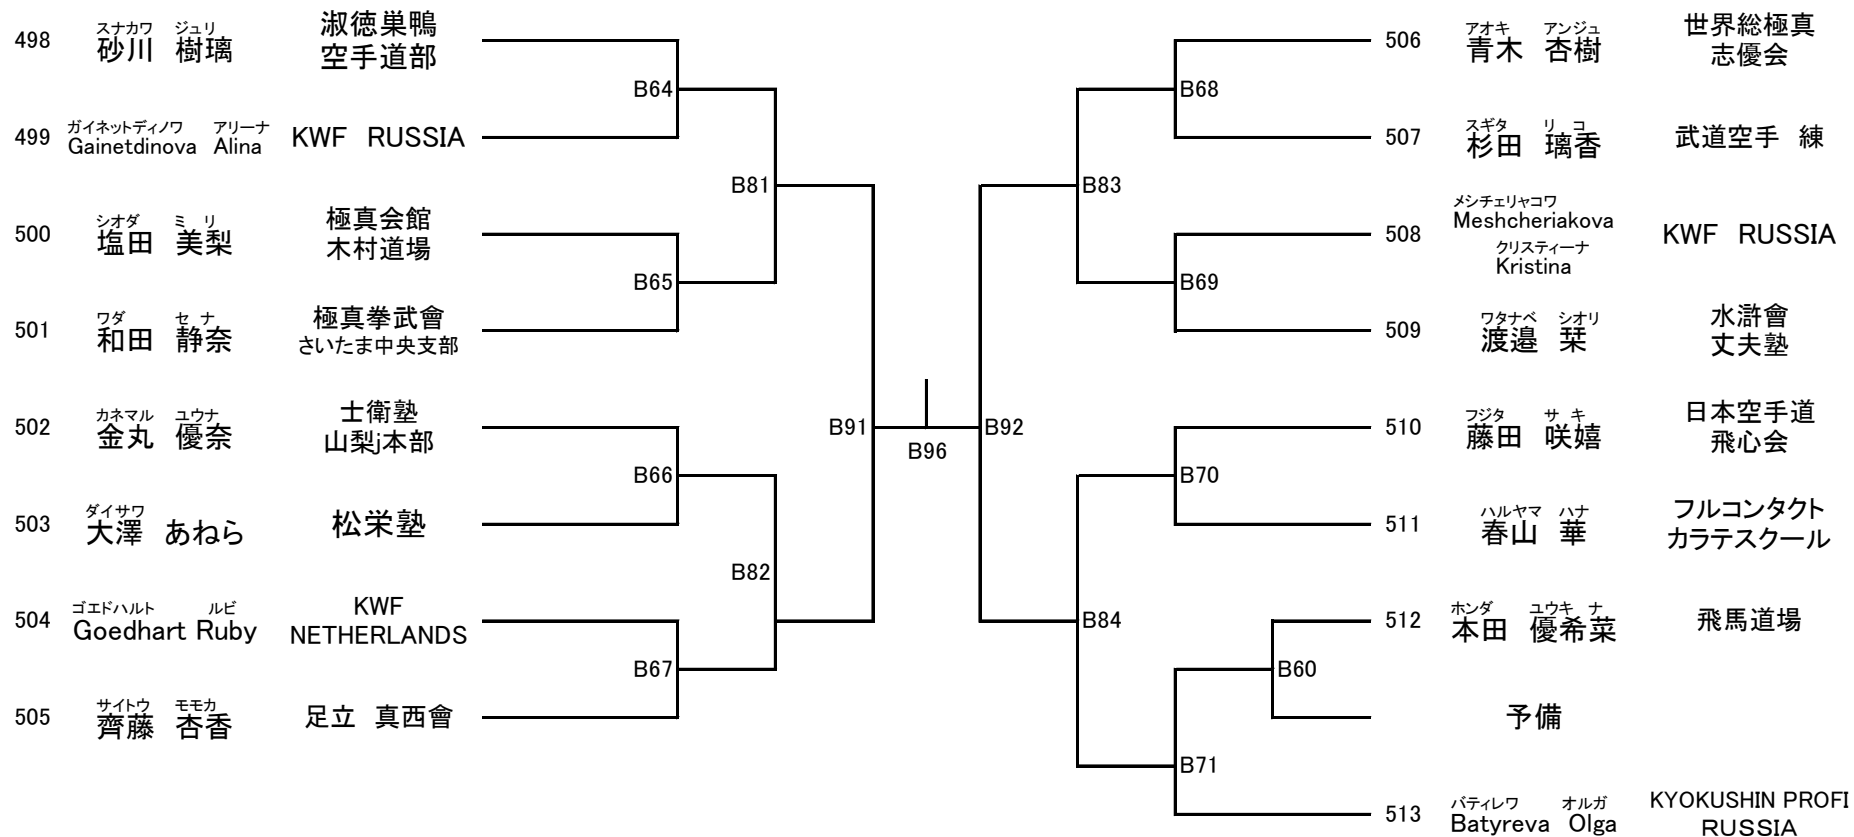 スナカワ ジュリ
498 砂川 樹璃
淑徳巣鴨
空手道部
B64
ガイネットディノワ アリーナ
499 Gainetdinova Alina KWF RUSSIA
B81
シオダ ミ リ
500 塩田 美梨
極真会館
木村道場
B65
ワダ セ ナ
501 和田 静奈
極真拳武會
さいたま中央支部
カネマル ユウナ
502 金丸 優奈
士衛塾
山梨j本部
B91
B66
ダイサワ
503 大澤 あねら 松栄塾
B82
ゴエドハルト ルビ
504 Goedhart Ruby
KWF
NETHERLANDS
B67
サイトウ モモカ
505 齊藤 杏香 足立 真西會
B96
アオキ アンジュ
506 青木 杏樹
世界総極真
志優会
B68
スギタ リ コ
507 杉田 璃香 武道空手 練
B83
メシチェリャコワ
Meshcheriakova
508 KWF RUSSIA
クリスティーナ
Kristina
B69
ワタナベ シオリ
509 渡邉 栞
水滸會
丈夫塾
B92
フジタ サ キ
510 藤田 咲嬉
日本空手道
飛心会
B70
ハルヤマ ハナ
511 春山 華
フルコンタクト
カラテスクール
B84
ホンダ ユウキ ナ
512 本田 優希菜 飛馬道場
B60
予備
B71
バティレワ オルガ
513 Batyreva Olga
KYOKUSHIN PROFI
RUSSIA